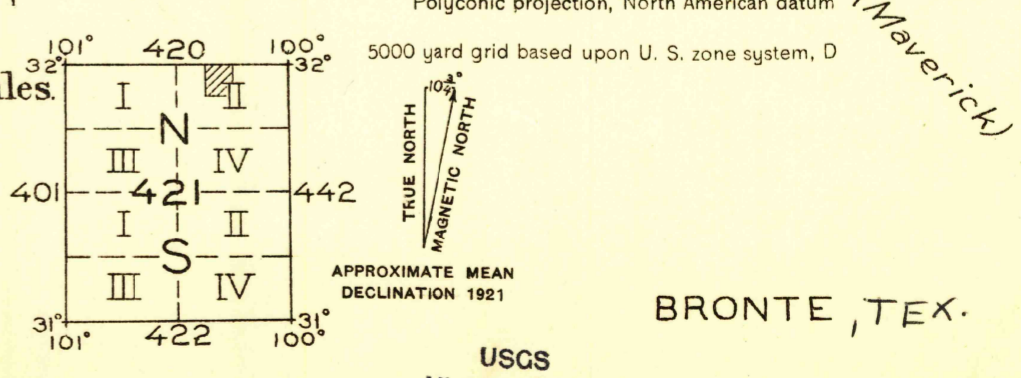 Polyconic projection, North American datum
5000 yard grid based upon U. S. zone system, D
(Maverick)
les.
101° 420 100°
32° 32°
I II
N
III IV
401 421 442
I II
S
III IV
31° 31°
101° 422 100°
10¾°
TRUE NORTH
MAGNETIC NORTH
APPROXIMATE MEAN
DECLINATION 1921
BRONTE, TEX.
USGS